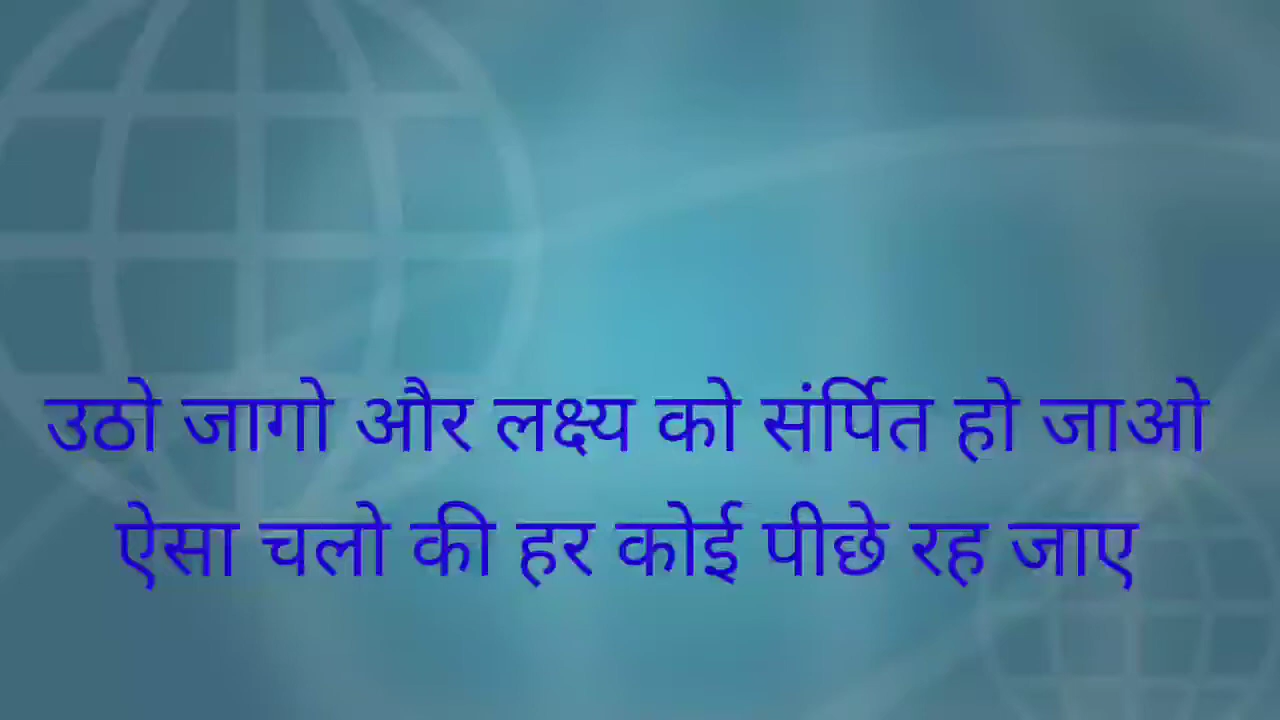 उठो जागो और लक्ष्य को संर्पित हो जाओ
ऐसा चलो की हर कोई पीछे रह जाए